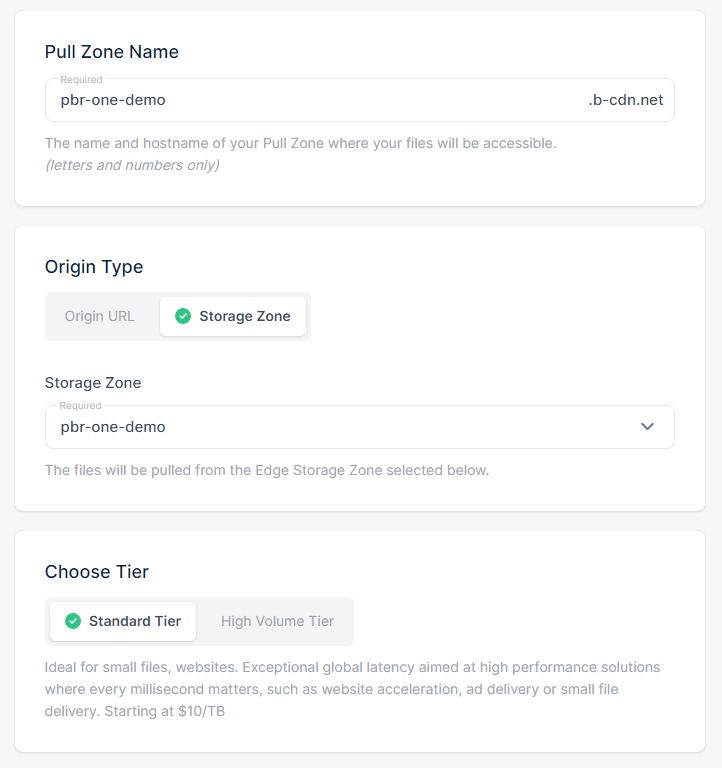 Pull Zone Name
Required
pbr-one-demo .b-cdn.net
The name and hostname of your Pull Zone where your files will be accessible.
(letters and numbers only)
Origin Type
Origin URL Storage Zone
Storage Zone
Required
pbr-one-demo
The files will be pulled from the Edge Storage Zone selected below.
Choose Tier
Standard Tier High Volume Tier
Ideal for small files, websites. Exceptional global latency aimed at high performance solutions
where every millisecond matters, such as website acceleration, ad delivery or small file
delivery. Starting at $10/TB